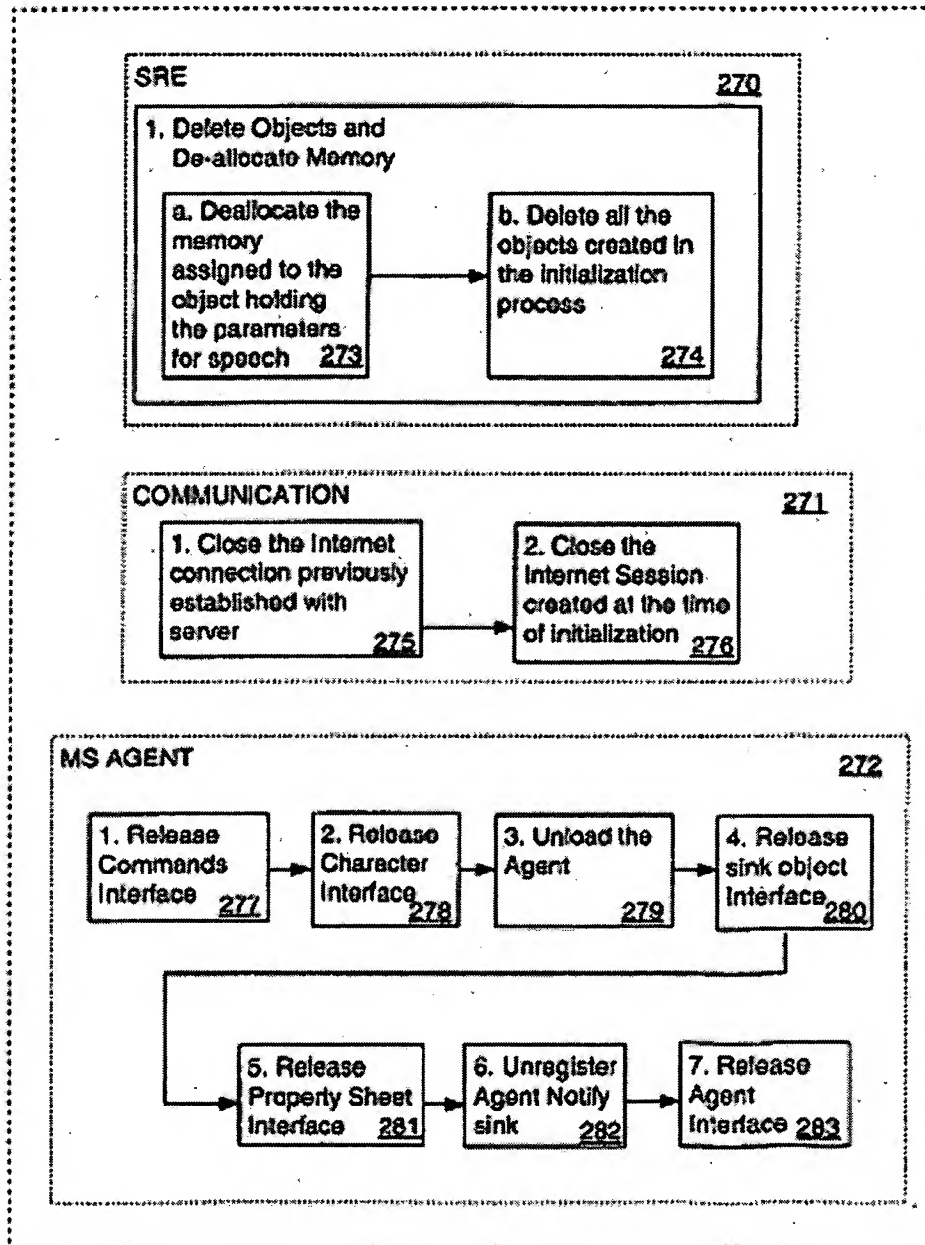 SRE 270
1. Delete Objects and
De-allocate Memory
a. Deallocate the
memory
assigned to the
object holding
the parameters
for speech 273
b. Delete all the
objects created in
the initialization
process
274
COMMUNICATION 271
1. Close the Internet
connection previously
established with
server 275
2. Close the
Internet Session
created at the time
of initialization 276
MS AGENT 272
1. Release
Commands
Interface 277
2. Release
Character
Interface 278
3. Unload the
Agent
279
4. Release
sink object
Interface 280
5. Release
Property Sheet
Interface 281
6. Unregister
Agent Notify
sink 282
7. Release
Agent
Interface 283